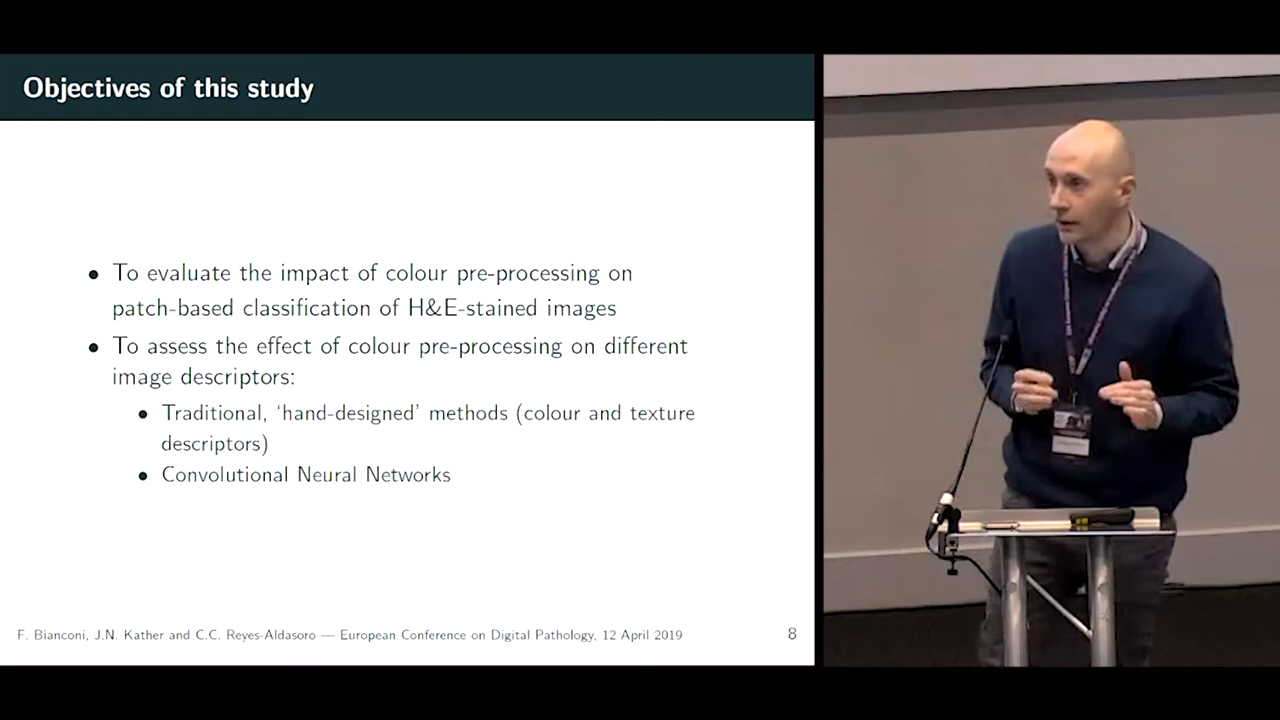 Objectives of this study
• To evaluate the impact of colour pre-processing on
patch-based classification of H&E-stained images
• To assess the effect of colour pre-processing on different
image descriptors:
• Traditional, ‘hand-designed’ methods (colour and texture
descriptors)
• Convolutional Neural Networks
F. Bianconi, J.N. Kather and C.C. Reyes-Aldasoro — European Conference on Digital Pathology, 12 April 2019
8